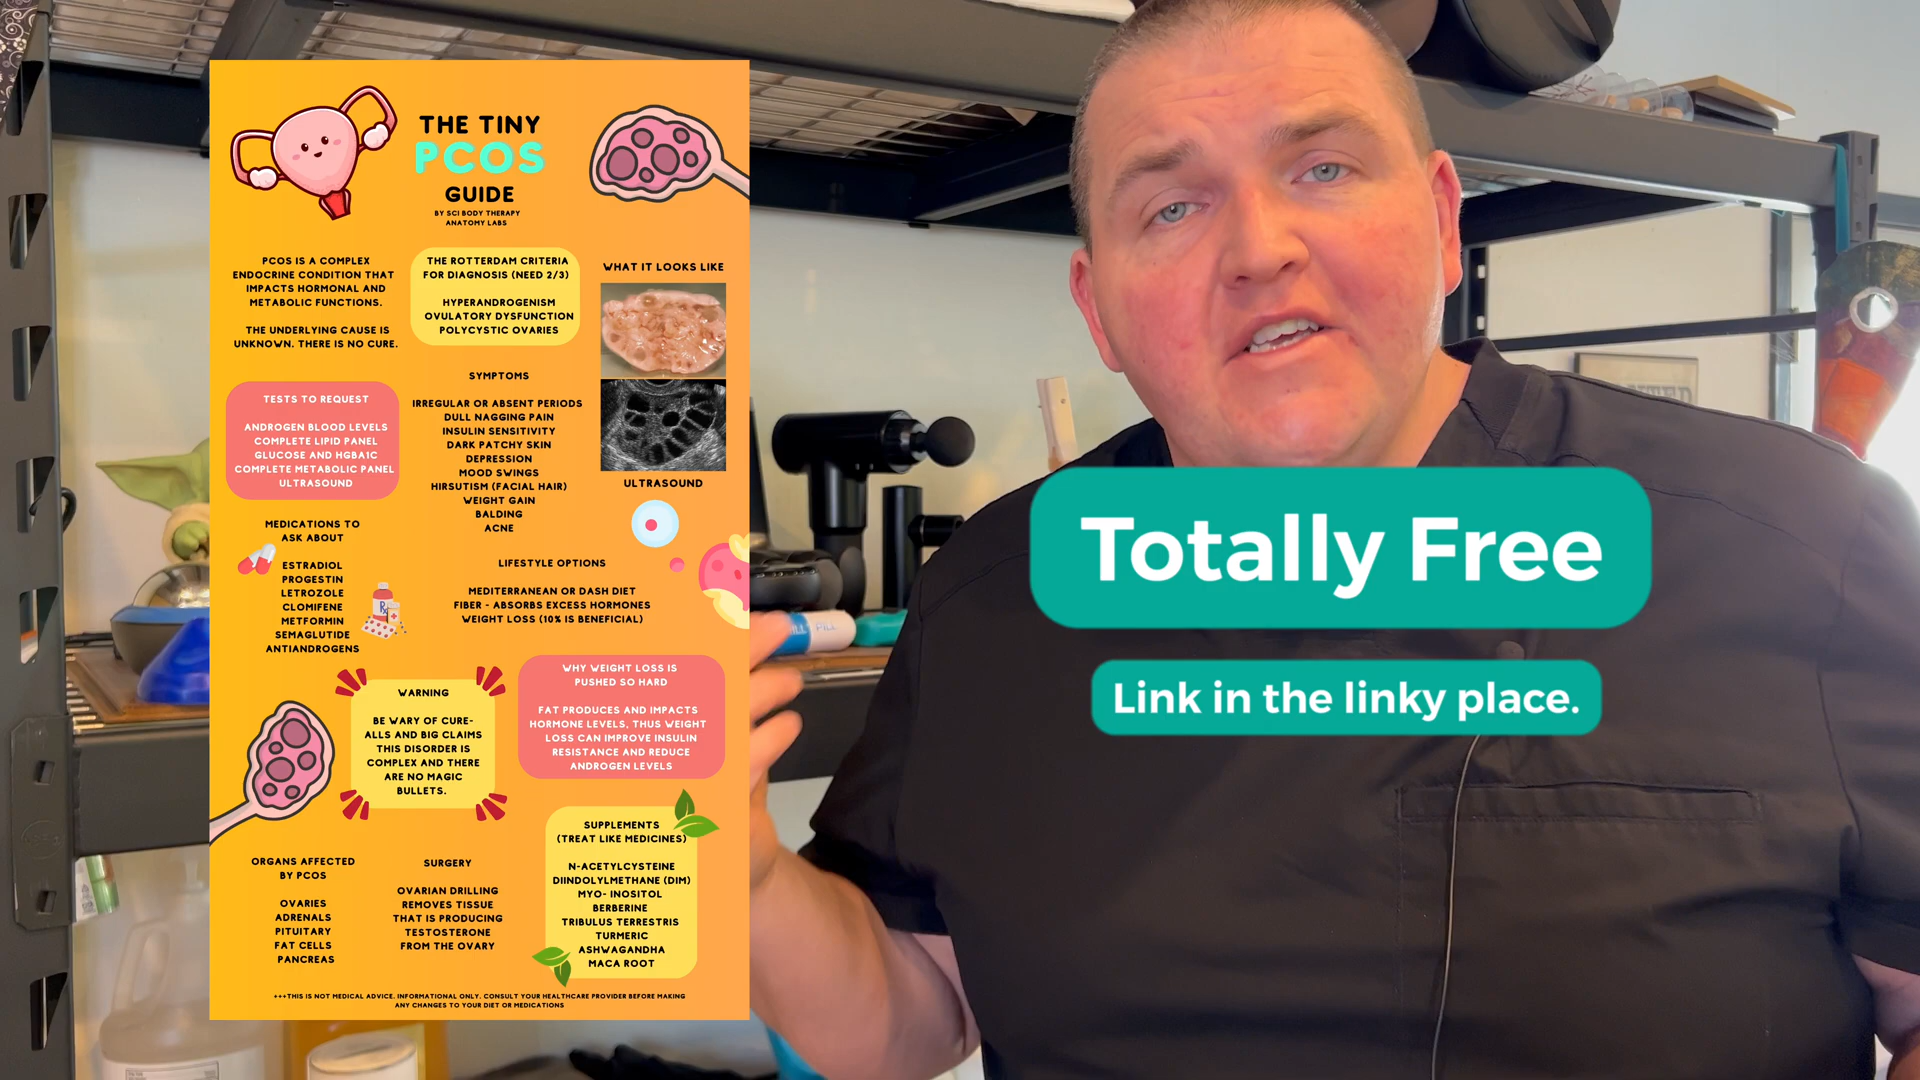 THE TINY
PCOS
GUIDE
BY SCI BODY THERAPY
ANATOMY LABS
PCOS IS A COMPLEX
ENDOCRINE CONDITION THAT
IMPACTS HORMONAL AND
METABOLIC FUNCTIONS.
THE UNDERLYING CAUSE IS
UNKNOWN. THERE IS NO CURE.
THE ROTTERDAM CRITERIA
FOR DIAGNOSIS (NEED 2/3)
HYPERANDROGENISM
OVULATORY DYSFUNCTION
POLYCYSTIC OVARIES
WHAT IT LOOKS LIKE
ULTRASOUND
TESTS TO REQUEST
ANDROGEN BLOOD LEVELS
COMPLETE LIPID PANEL
GLUCOSE AND HGBA1C
COMPLETE METABOLIC PANEL
ULTRASOUND
SYMPTOMS
IRREGULAR OR ABSENT PERIODS
DULL NAGGING PAIN
INSULIN SENSITIVITY
DARK PATCHY SKIN
DEPRESSION
MOOD SWINGS
HIRSUTISM (FACIAL HAIR)
WEIGHT GAIN
BALDING
ACNE
MEDICATIONS TO
ASK ABOUT
ESTRADIOL
PROGESTIN
LETROZOLE
CLOMIFENE
METFORMIN
SEMAGLUTIDE
ANTIANDROGENS
LIFESTYLE OPTIONS
MEDITERRANEAN OR DASH DIET
FIBER - ABSORBS EXCESS HORMONES
WEIGHT LOSS (10% IS BENEFICIAL)
WARNING
BE WARY OF CURE-
ALLS AND BIG CLAIMS
THIS DISORDER IS
COMPLEX AND THERE
ARE NO MAGIC
BULLETS.
WHY WEIGHT LOSS IS
PUSHED SO HARD
FAT PRODUCES AND IMPACTS
HORMONE LEVELS, THUS WEIGHT
LOSS CAN IMPROVE INSULIN
RESISTANCE AND REDUCE
ANDROGEN LEVELS
ORGANS AFFECTED
BY PCOS
OVARIES
ADRENALS
PITUITARY
FAT CELLS
PANCREAS
SURGERY
OVARIAN DRILLING
REMOVES TISSUE
THAT IS PRODUCING
TESTOSTERONE
FROM THE OVARY
SUPPLEMENTS
(TREAT LIKE MEDICINES)
N-ACETYLCYSTEINE
DIINDOLYLMETHANE (DIM)
MYO- INOSITOL
BERBERINE
TRIBULUS TERRESTRIS
TURMERIC
ASHWAGANDHA
MACA ROOT
+++THIS IS NOT MEDICAL ADVICE. INFORMATIONAL ONLY. CONSULT YOUR HEALTHCARE PROVIDER BEFORE MAKING
ANY CHANGES TO YOUR DIET OR MEDICATIONS
Rx
Totally Free
Link in the linky place.